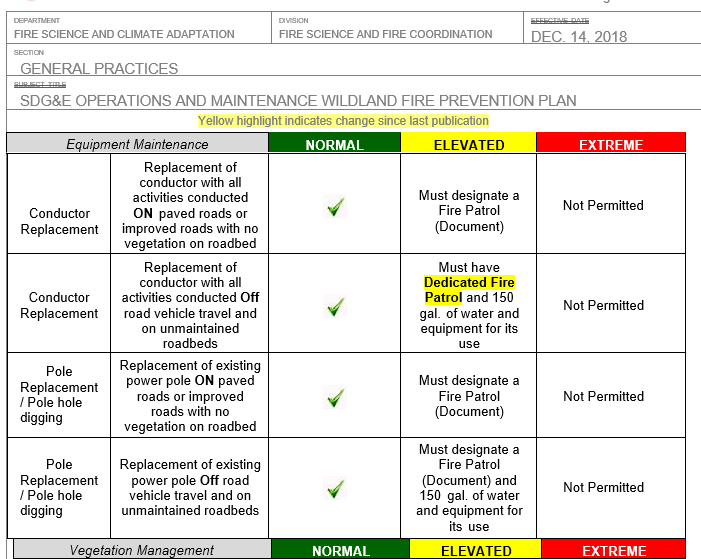 DEPARTMENT
FIRE SCIENCE AND CLIMATE ADAPTATION
DIVISION
FIRE SCIENCE AND FIRE COORDINATION
EFFECTIVE DATE
DEC. 14, 2018
SECTION
GENERAL PRACTICES
SUBJECT TITLE
SDG&E OPERATIONS AND MAINTENANCE WILDLAND FIRE PREVENTION PLAN
Yellow highlight indicates change since last publication
Equipment Maintenance NORMAL ELEVATED EXTREME
Conductor
Replacement
Replacement of
conductor with all
activities conducted
ON paved roads or
improved roads with no
vegetation on roadbed
Must designate a
Fire Patrol
(Document)
Not Permitted
Conductor
Replacement
Replacement of
conductor with all
activities conducted Off
road vehicle travel and
on unmaintained
roadbeds
Must have
Dedicated Fire
Patrol and 150
gal. of water and
equipment for its
use
Not Permitted
Pole
Replacement
/ Pole hole
digging
Replacement of existing
power pole ON paved
roads or improved
roads with no
vegetation on roadbed
Must designate a
Fire Patrol
(Document)
Not Permitted
Pole
Replacement
/ Pole hole
digging
Replacement of existing
power pole Off road
vehicle travel and on
unmaintained roadbeds
Must designate a
Fire Patrol
(Document) and
150 gal. of water
and equipment for
its use
Not Permitted
Vegetation Management NORMAL ELEVATED EXTREME